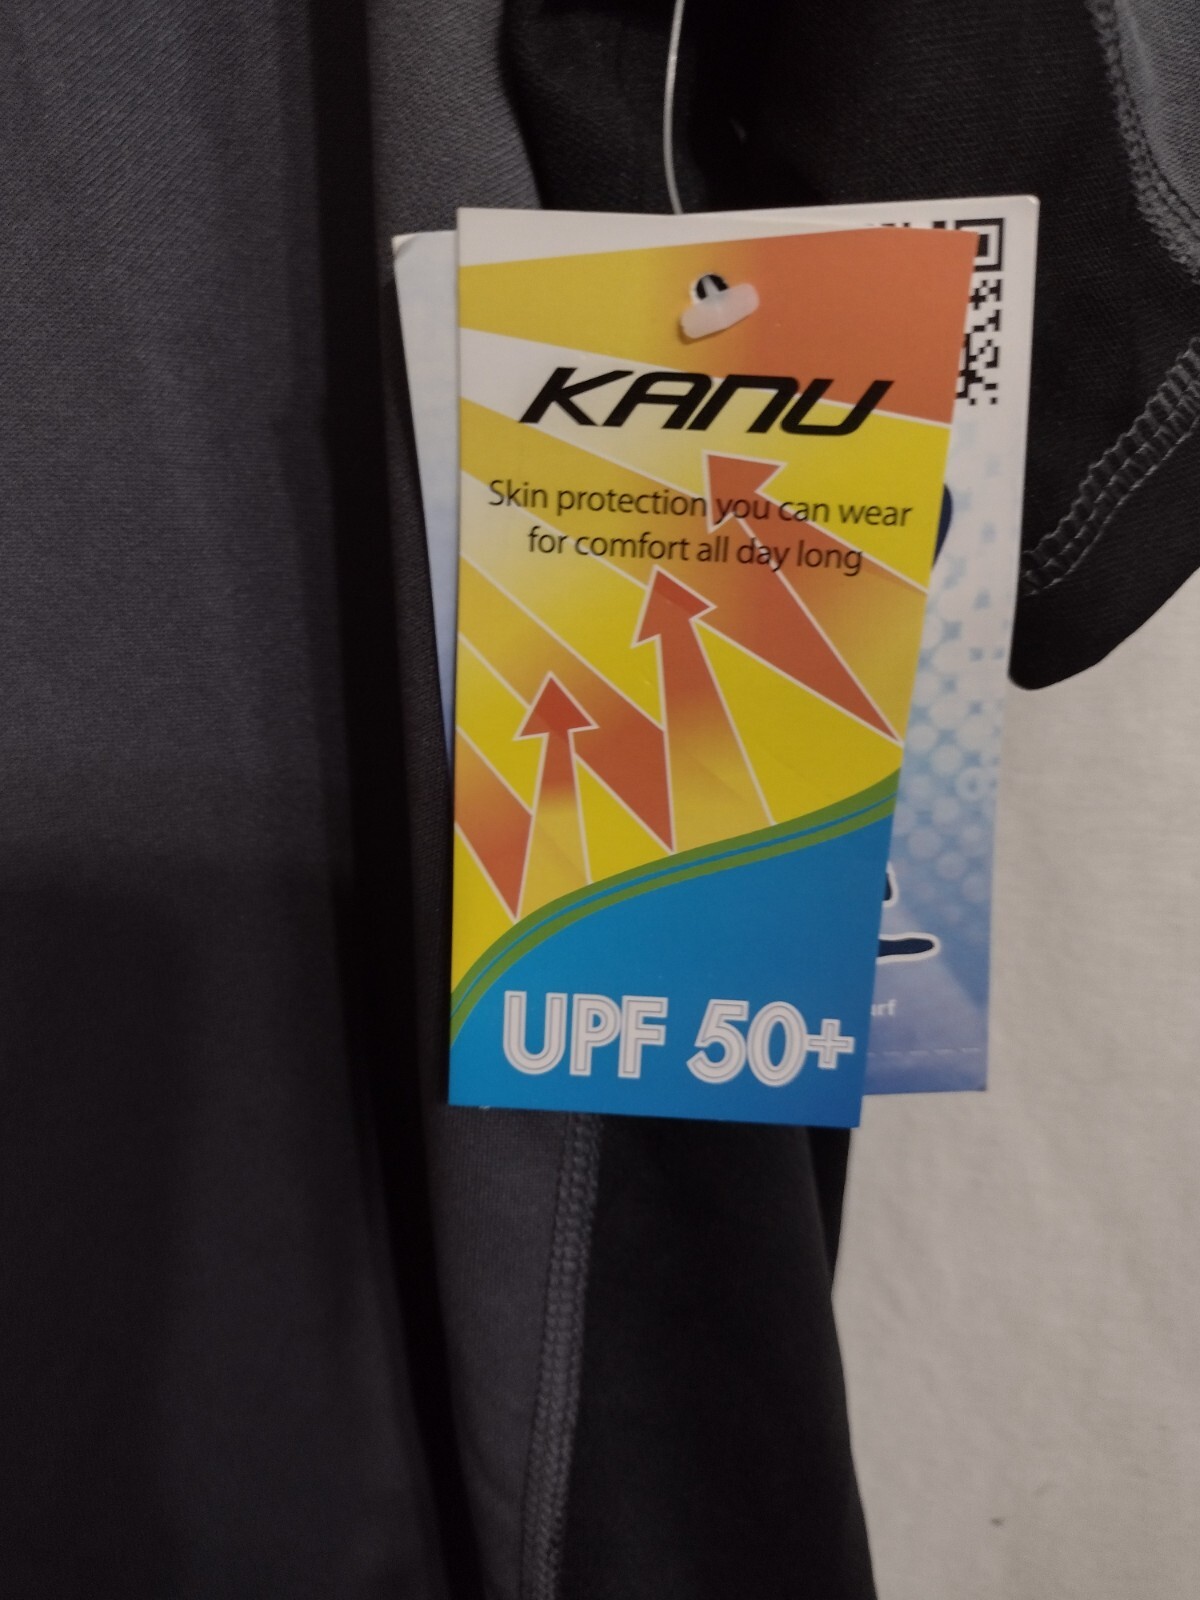 KANU
Skin protection you can wear
for comfort all day long
UPF 50+